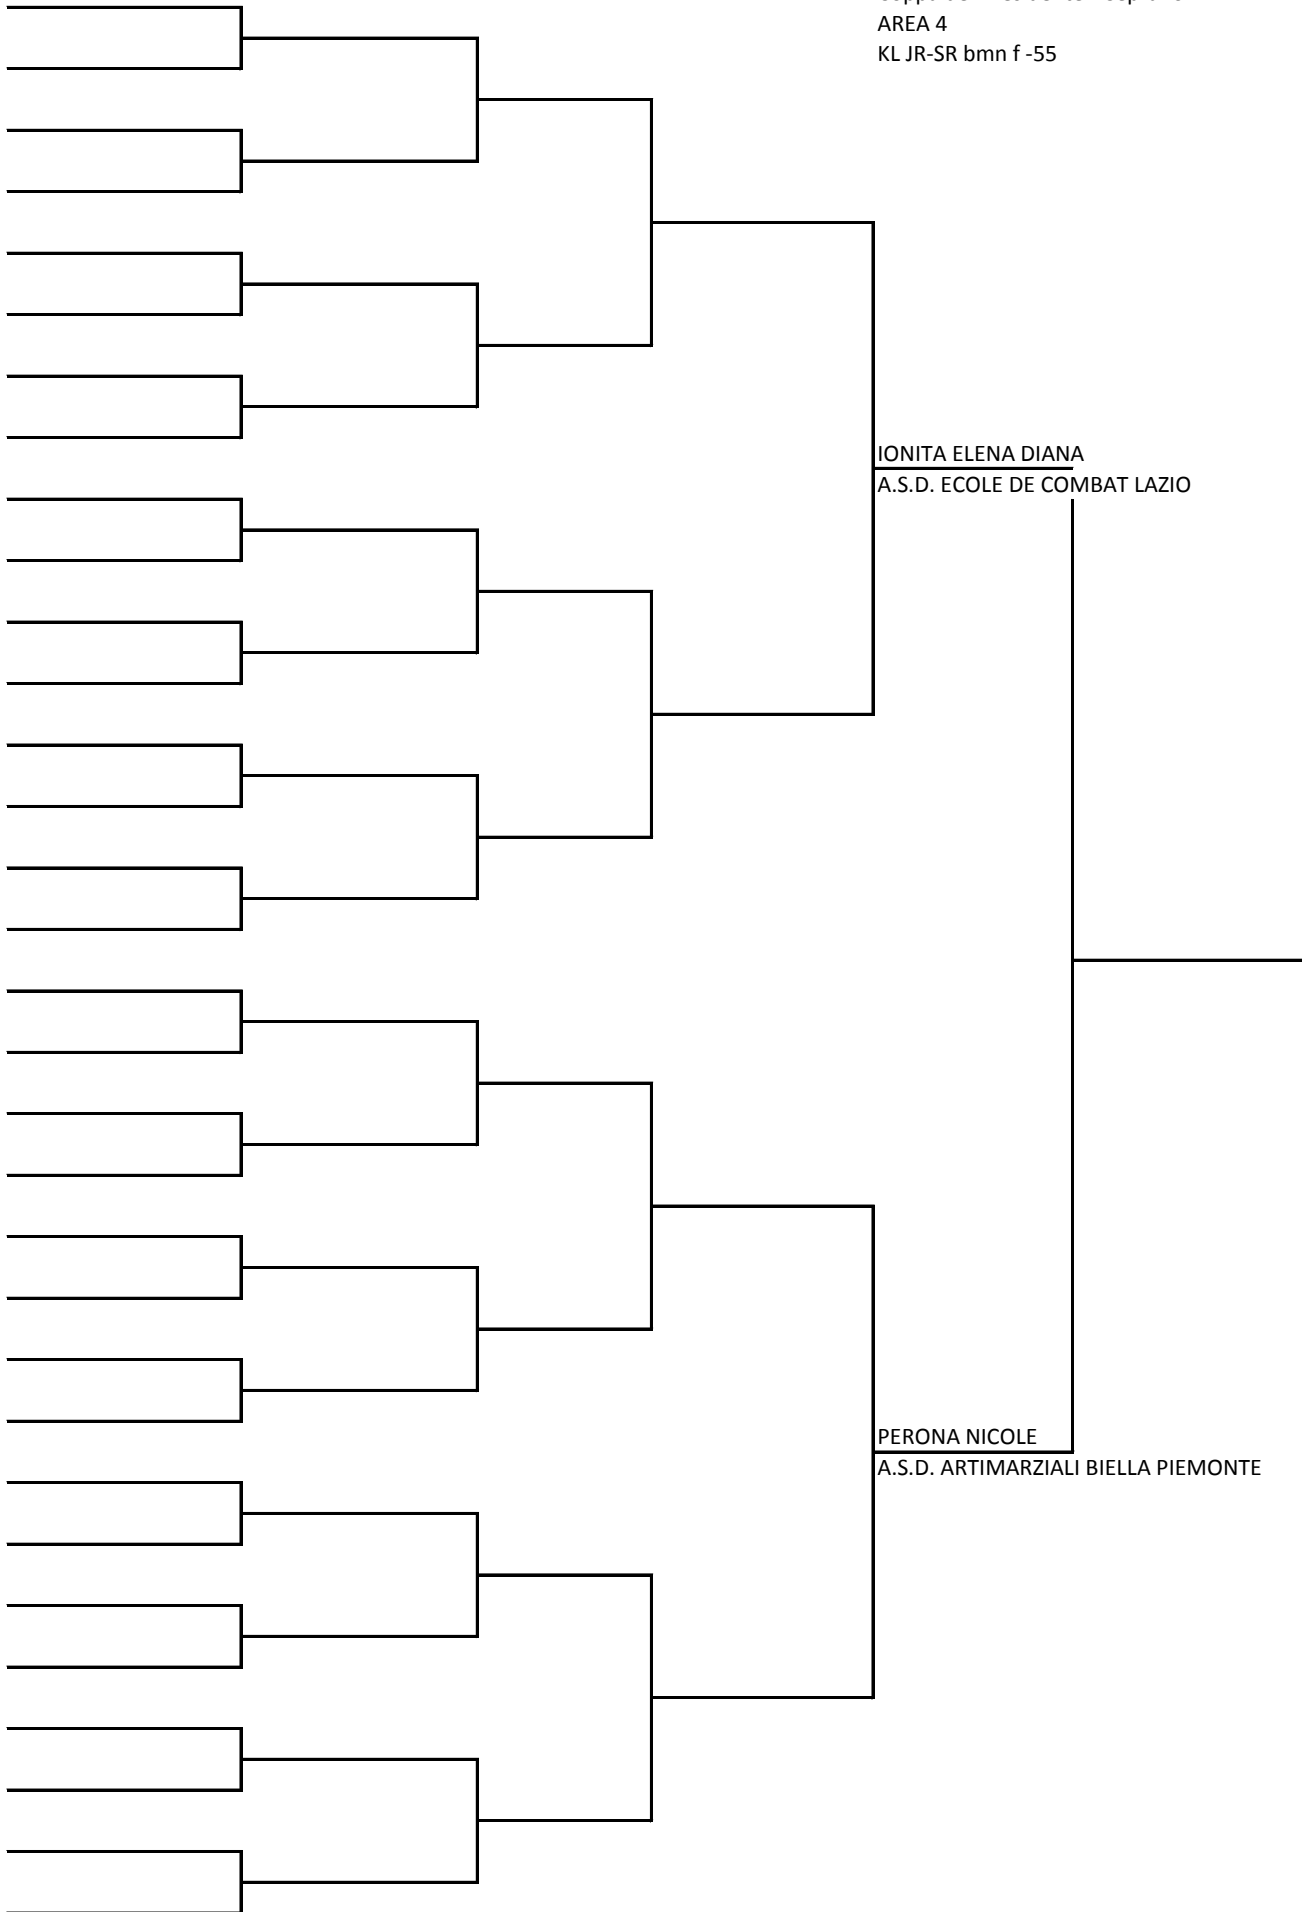 AREA 4
KL JR-SR bmn f -55
IONITA ELENA DIANA
A.S.D. ECOLE DE COMBAT LAZIO
PERONA NICOLE
A.S.D. ARTIMARZIALI BIELLA PIEMONTE